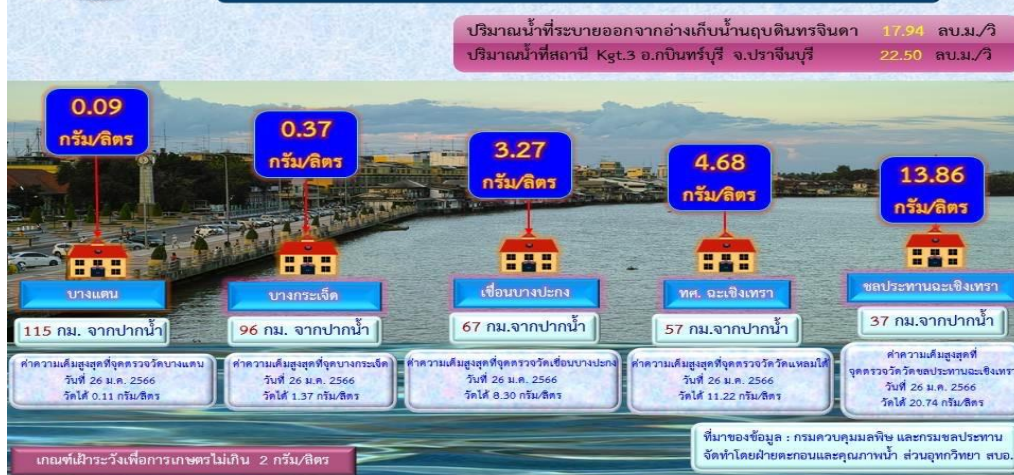 ปริมาณน้ำที่ระบายออกจากอ่างเก็บน้ำนฤบดินทรจินดา 17.94 ลบ.ม./วิ
ปริมาณน้ำที่สถานี Kgt.3 อ.กบินทร์บุรี จ.ปราจีนบุรี 22.50 ลบ.ม./วิ
0.09
กรัม/ลิตร
0.37
กรัม/ลิตร
3.27
กรัม/ลิตร
4.68
กรัม/ลิตร
13.86
กรัม/ลิตร
บางแตน
บางกระเจ็ด
เขื่อนบางปะกง
ทศ. ฉะเชิงเทรา
ชลประทานฉะเชิงเทรา
115 กม. จากปากน้ำ
96 กม. จากปากน้ำ
67 กม.จากปากน้ำ
57 กม.จากปากน้ำ
37 กม.จากปากน้ำ
ค่าความเค็มสูงสุดที่จุดตรวจวัดบางแตน
วันที่ 26 ม.ค. 2566
วัดได้ 0.11 กรัม/ลิตร
ค่าความเค็มสูงสุดที่จุดบางกระเจ็ด
วันที่ 26 ม.ค. 2566
วัดได้ 1.37 กรัม/ลิตร
ค่าความเค็มสูงสุดที่จุดตรวจวัดเขื่อนบางปะกง
วันที่ 26 ม.ค. 2566
วัดได้ 8.30 กรัม/ลิตร
ค่าความเค็มสูงสุดที่จุดตรวจวัดวัดแหลมใต้
วันที่ 26 ม.ค. 2566
วัดได้ 11.22 กรัม/ลิตร
ค่าความเค็มสูงสุดที่
จุดตรวจวัดวัดชลประทานฉะเชิงเทรา
วันที่ 26 ม.ค. 2566
วัดได้ 20.74 กรัม/ลิตร
เกณฑ์เฝ้าระวังเพื่อการเกษตรไม่เกิน 2 กรัม/ลิตร
ที่มาของข้อมูล : กรมควบคุมมลพิษ และกรมชลประทาน
จัดทำโดยฝ่ายตะกอนและคุณภาพน้ำ ส่วนอุทกวิทยา สบอ.